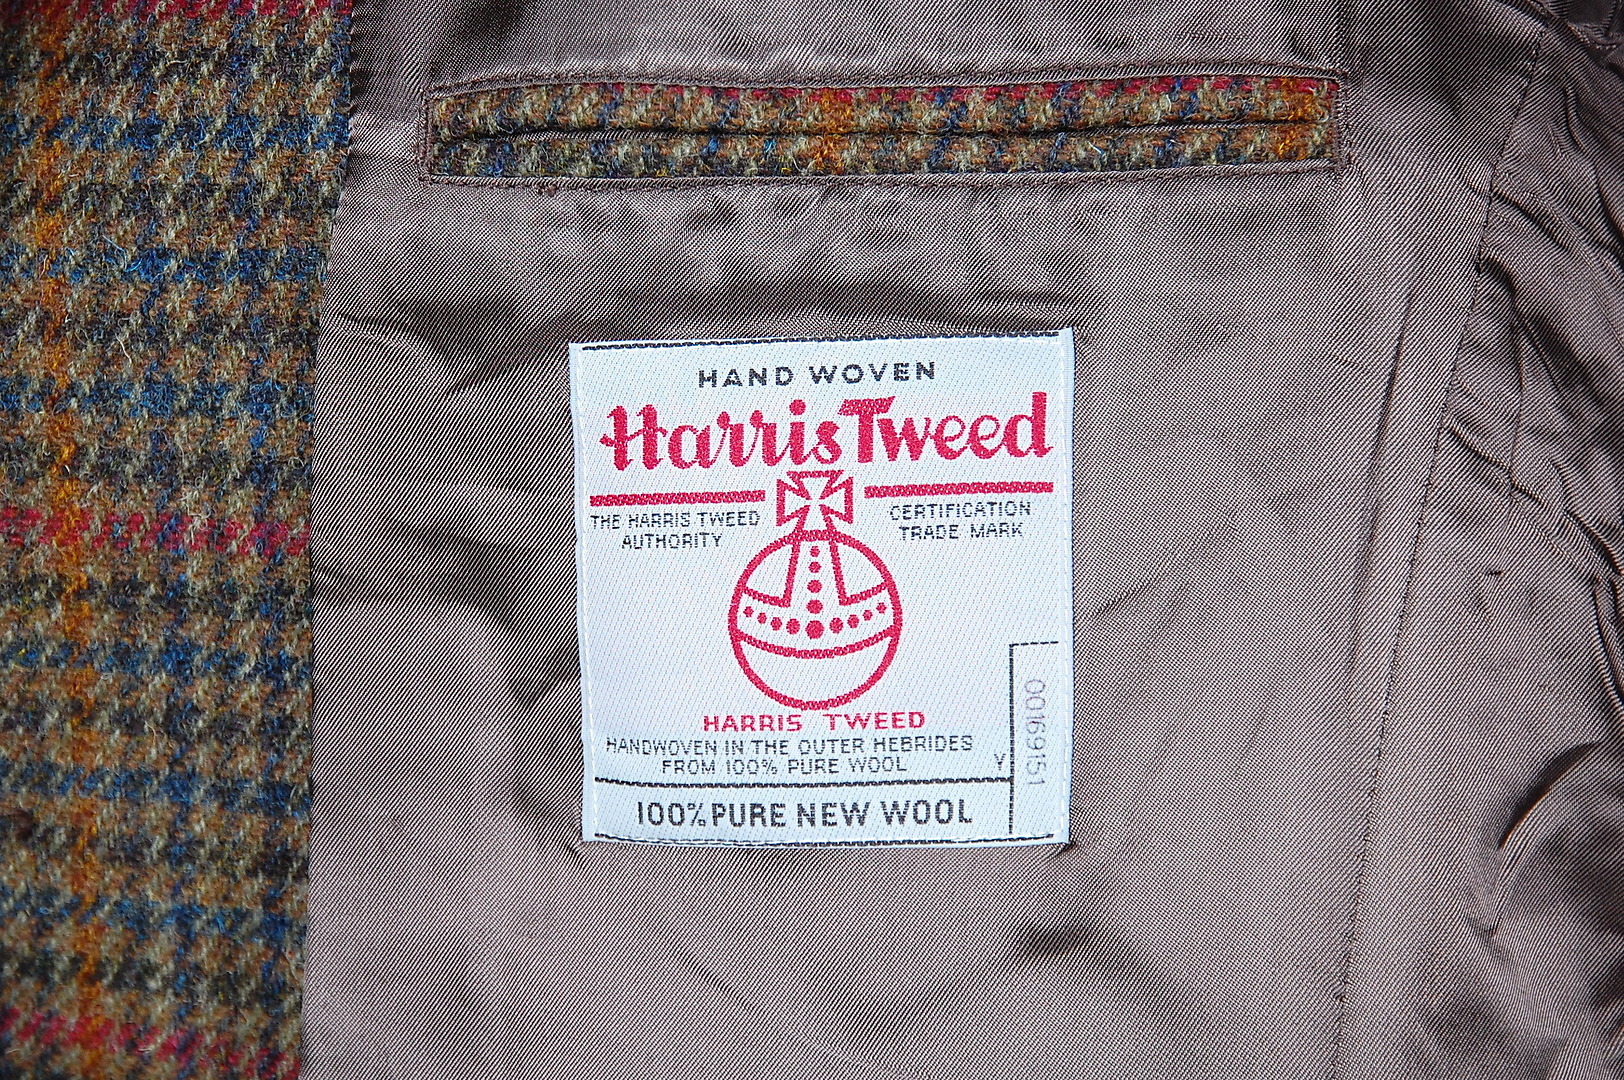 HAND WOVEN
Harris Tweed
THE HARRIS TWEED
AUTHORITY
CERTIFICATION
TRADE MARK
HARRIS TWEED
HANDWOVEN IN THE OUTER HEBRIDES
FROM 100% PURE WOOL
Y
00169151
100% PURE NEW WOOL